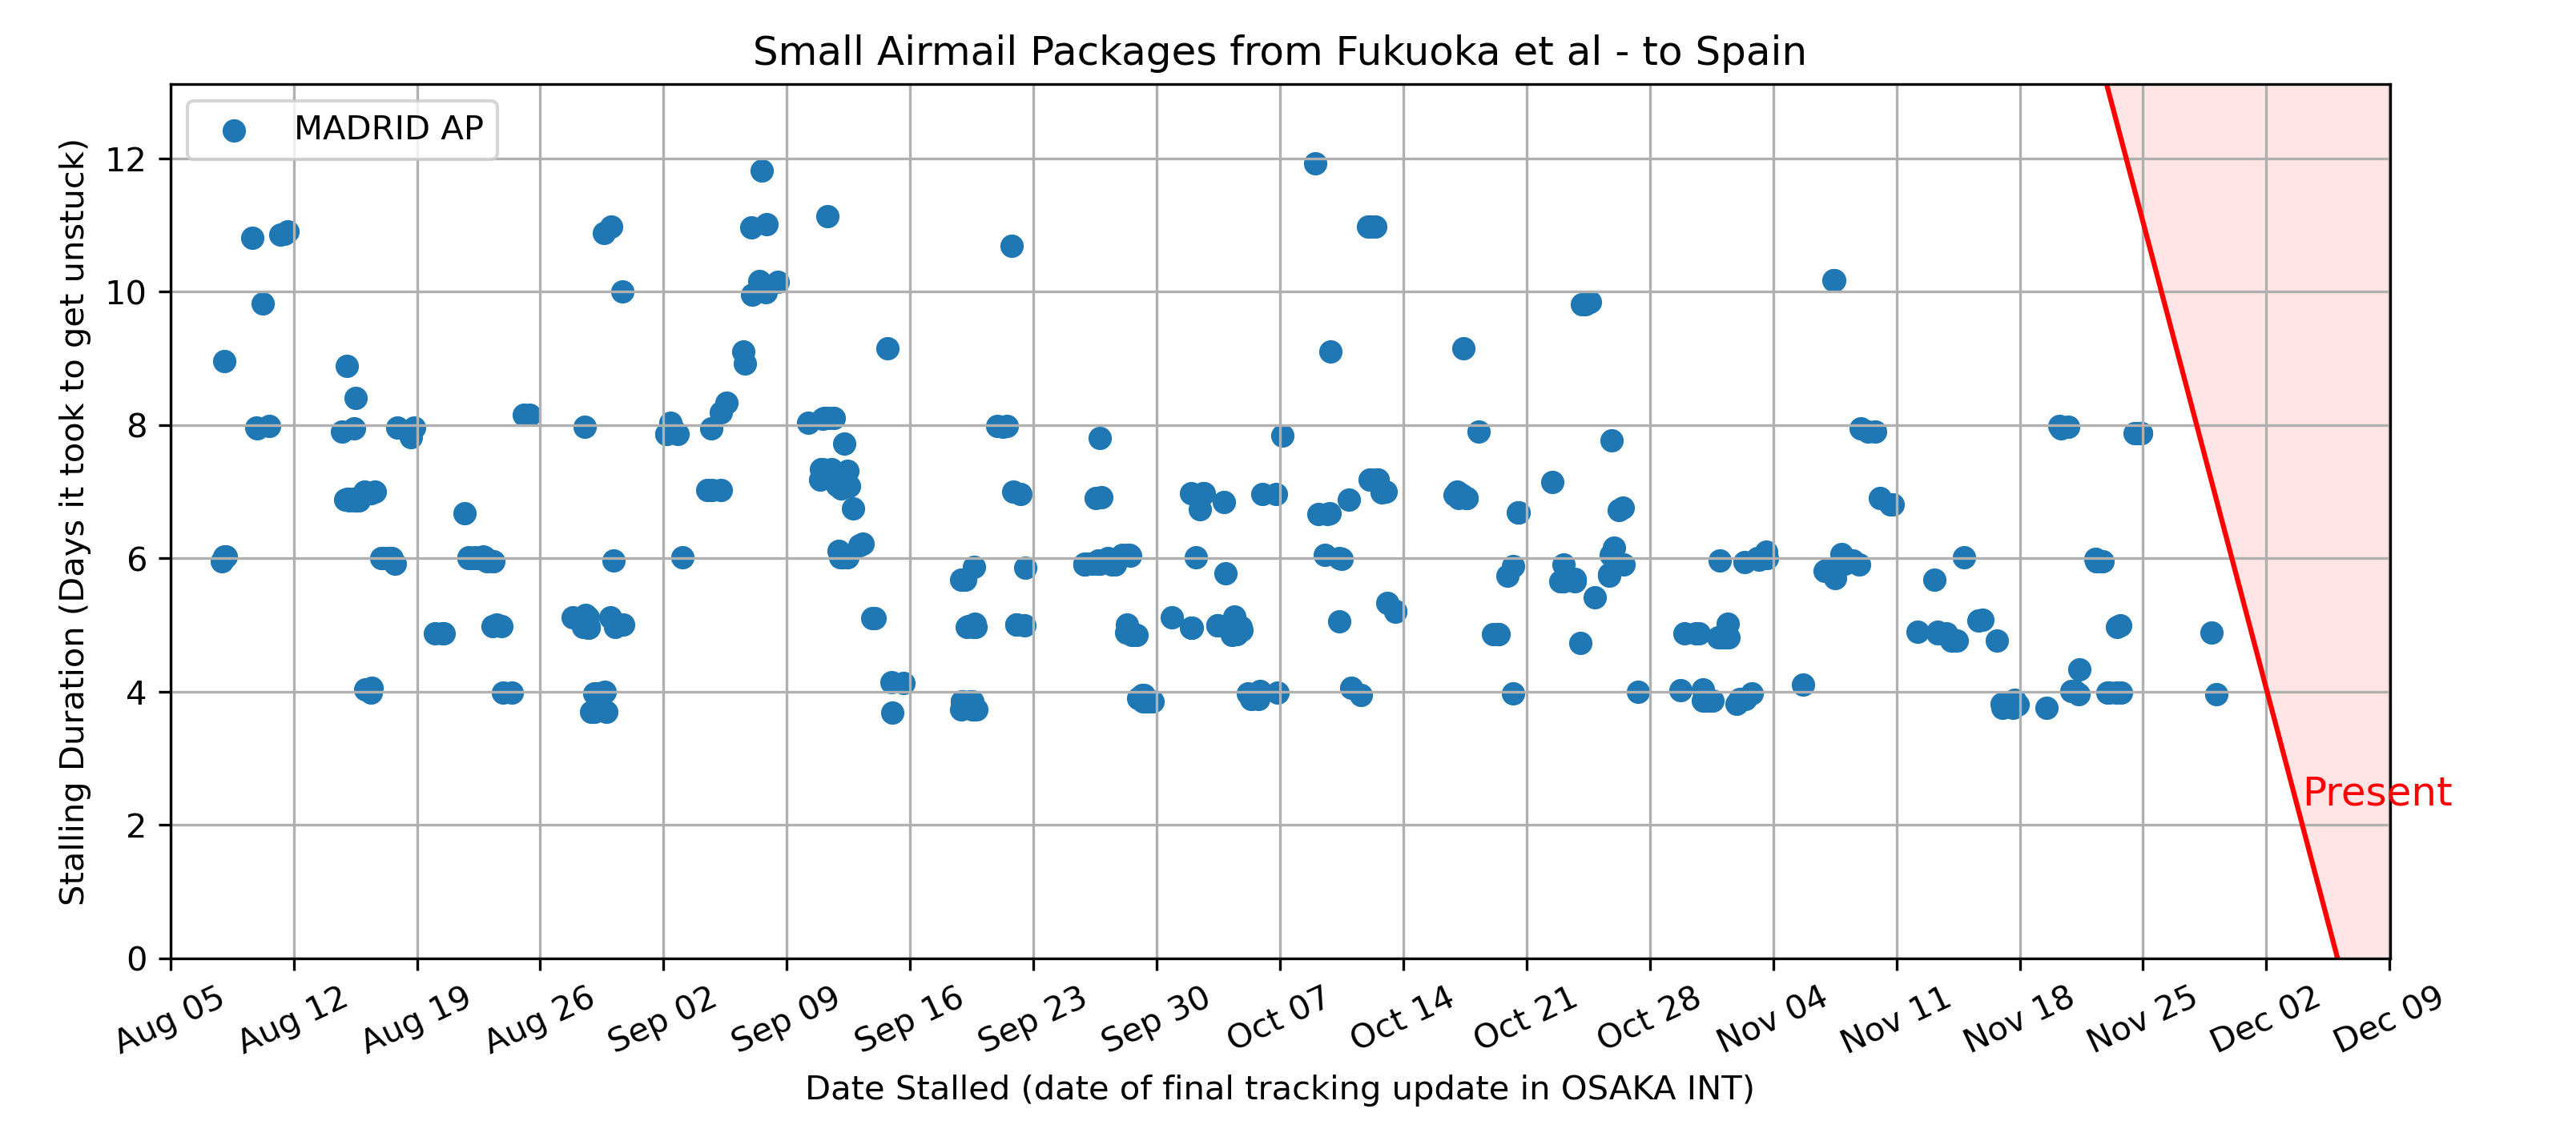 Small Airmail Packages from Fukuoka et al - to Spain
MADRID AP
Stalling Duration (Days it took to get unstuck)
12
10
8
6
4
2
0
Present
Aug 05
Aug 12
Aug 19
Aug 26
Sep 02
Sep 09
Sep 16
Sep 23
Sep 30
Oct 07
Oct 14
Oct 21
Oct 28
Nov 04
Nov 11
Nov 18
Nov 25
Dec 02
Dec 09
Date Stalled (date of final tracking update in OSAKA INT)